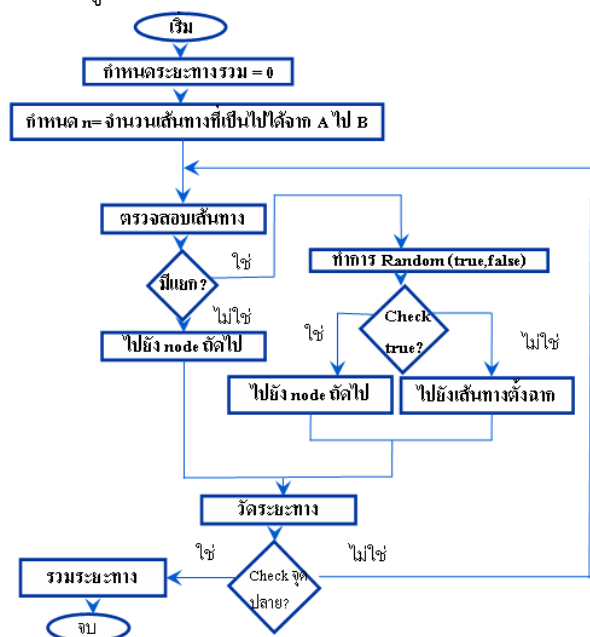 เริ่ม
กำหนดระยะทางรวม = 0
กำหนด n= จำนวนเส้นทางที่เป็นไปได้จาก A ไป B
ตรวจสอบเส้นทาง
ใช่
ทำการ Random (true,false)
มีแยก?
ไม่ใช่
Check
true?
ใช่
ไม่ใช่
ไปยัง node ถัดไป
ไปยัง node ถัดไป
ไปยังเส้นทางตั้งฉาก
วัดระยะทาง
ใช่
ไม่ใช่
รวมระยะทาง
Check จุด
ปลาย?
จบ